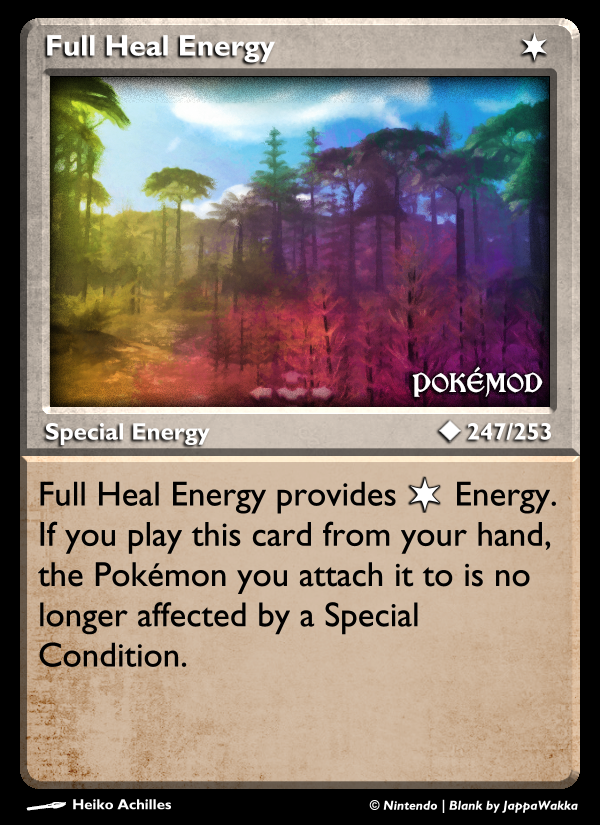 Full Heal Energy
POKÉMOD
Special Energy
247/253
Full Heal Energy provides Energy.
If you play this card from your hand,
the Pokémon you attach it to is no
longer affected by a Special
Condition.
Heiko Achilles
© Nintendo | Blank by JappaWakka